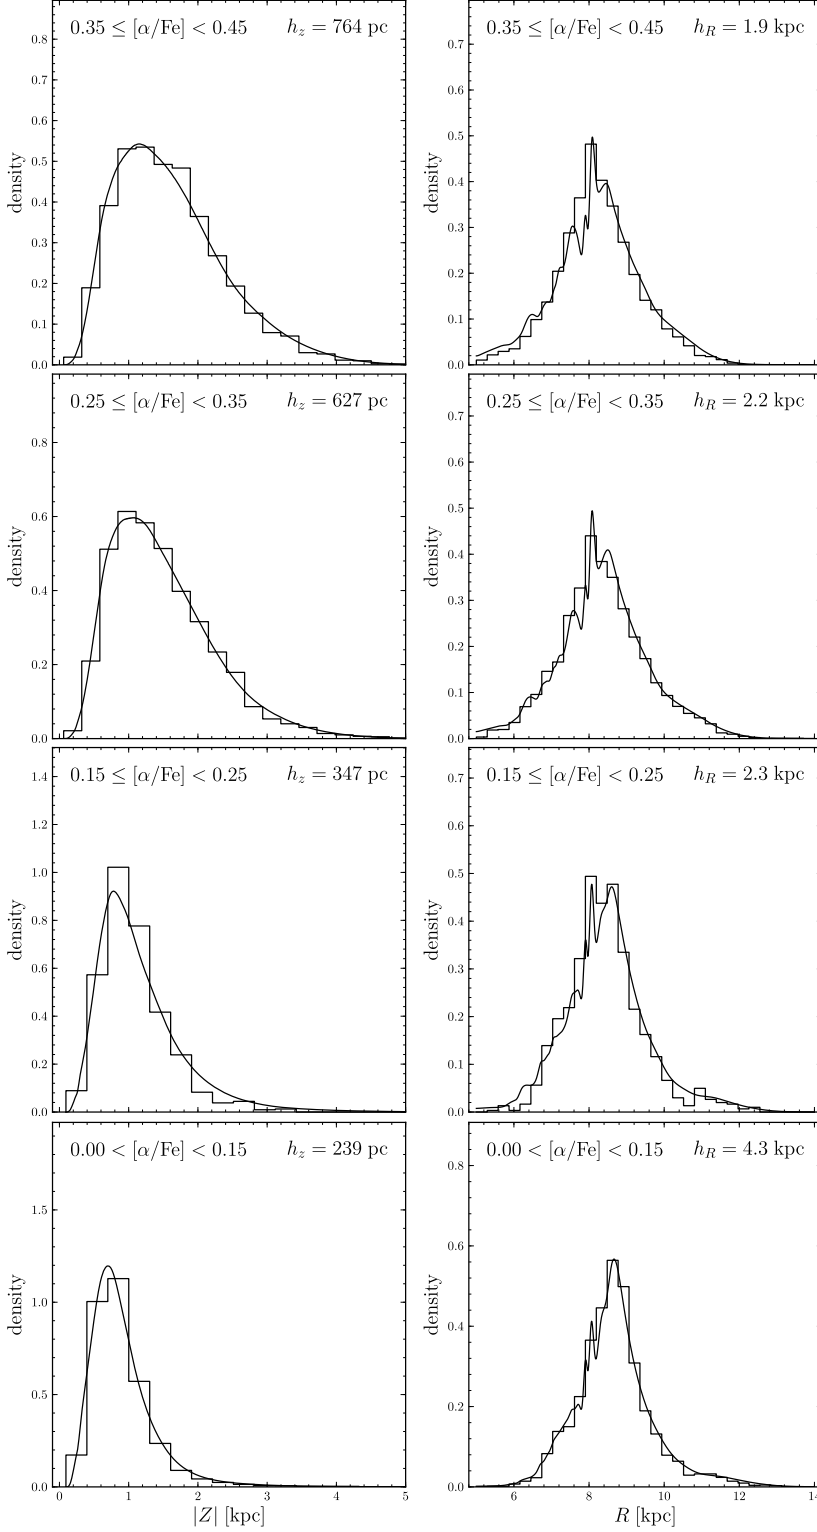 0.35 ≤ [α/Fe] < 0.45 h_z = 764 pc
0.8
0.7
0.6
0.5
0.4
0.3
0.2
0.1
0.0
density
0.35 ≤ [α/Fe] < 0.45 h_R = 1.9 kpc
0.7
0.6
0.5
0.4
0.3
0.2
0.1
0.0
density
0.25 ≤ [α/Fe] < 0.35 h_z = 627 pc
0.8
0.6
0.4
0.2
0.0
density
0.25 ≤ [α/Fe] < 0.35 h_R = 2.2 kpc
0.7
0.6
0.5
0.4
0.3
0.2
0.1
0.0
density
0.15 ≤ [α/Fe] < 0.25 h_z = 347 pc
1.4
1.2
1.0
0.8
0.6
0.4
0.2
0.0
density
0.15 ≤ [α/Fe] < 0.25 h_R = 2.3 kpc
0.7
0.6
0.5
0.4
0.3
0.2
0.1
0.0
density
0.00 < [α/Fe] < 0.15 h_z = 239 pc
1.5
1.0
0.5
0.0
density
0 1 2 3 4 5
|Z| [kpc]
0.00 < [α/Fe] < 0.15 h_R = 4.3 kpc
0.8
0.6
0.4
0.2
0.0
density
6 8 10 12 14
R [kpc]